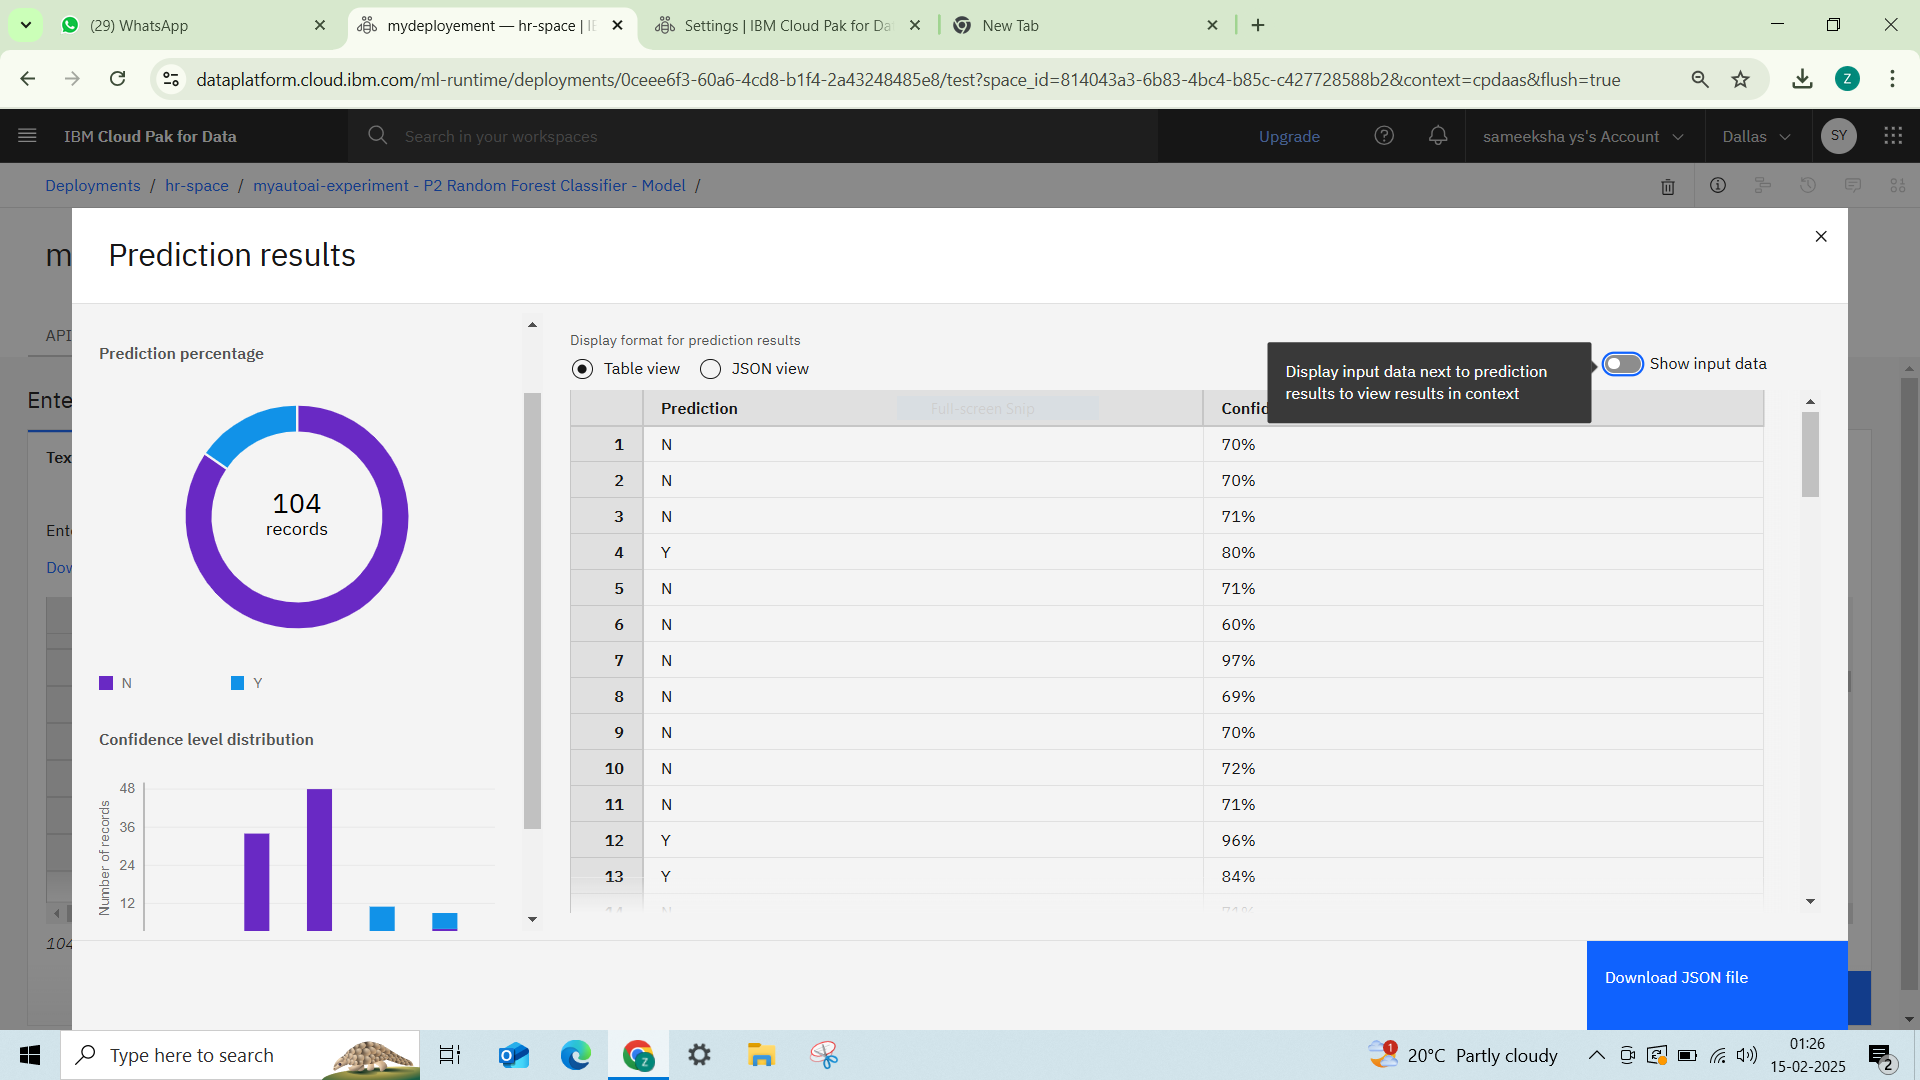 (29) WhatsApp
mydeployement — hr-space | I
Settings | IBM Cloud Pak for Da
New Tab
dataplatform.cloud.ibm.com/ml-runtime/deployments/0ceee6f3-60a6-4cd8-b1f4-2a43248485e8/test?space_id=814043a3-6b83-4bc4-b85c-c427728588b2&context=cpdaas&flush=true
Z
IBM Cloud Pak for Data
Search in your workspaces
Upgrade
sameeksha ys's Account
Dallas
SY
Deployments / hr-space / myautoai-experiment - P2 Random Forest Classifier - Model /
m
Prediction results
API
Ente
Tex
Ente
Dow
104
Prediction percentage
104
records
N
Y
Confidence level distribution
Number of records
48
36
24
12
Display format for prediction results
Table view
JSON view
Display input data next to prediction
results to view results in context
Show input data
Full-screen Snip
Prediction Confid
1 N 70%
2 N 70%
3 N 71%
4 Y 80%
5 N 71%
6 N 60%
7 N 97%
8 N 69%
9 N 70%
10 N 72%
11 N 71%
12 Y 96%
13 Y 84%
14 N 71%
Download JSON file
Type here to search
Z
1
20°C Partly cloudy
01:26
15-02-2025
2